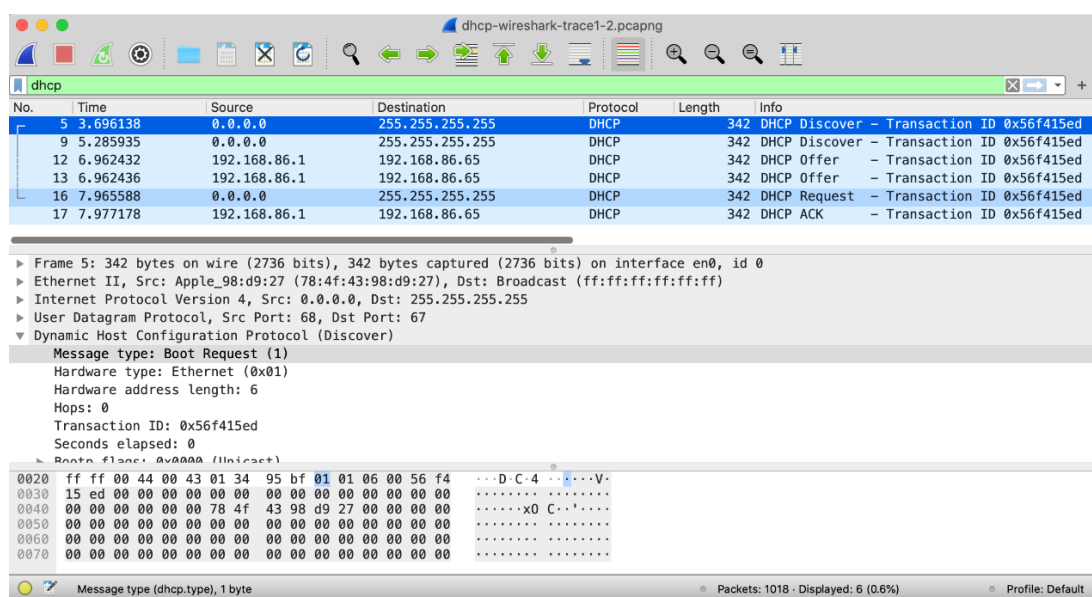 dhcp-wireshark-trace1-2.pcapng
dhcp
No. Time Source Destination Protocol Length Info
5 3.696138 0.0.0.0 255.255.255.255 DHCP 342 DHCP Discover – Transaction ID 0x56f415ed
9 5.285935 0.0.0.0 255.255.255.255 DHCP 342 DHCP Discover – Transaction ID 0x56f415ed
12 6.962432 192.168.86.1 192.168.86.65 DHCP 342 DHCP Offer – Transaction ID 0x56f415ed
13 6.962436 192.168.86.1 192.168.86.65 DHCP 342 DHCP Offer – Transaction ID 0x56f415ed
16 7.965588 0.0.0.0 255.255.255.255 DHCP 342 DHCP Request – Transaction ID 0x56f415ed
17 7.977178 192.168.86.1 192.168.86.65 DHCP 342 DHCP ACK – Transaction ID 0x56f415ed
Frame 5: 342 bytes on wire (2736 bits), 342 bytes captured (2736 bits) on interface en0, id 0
Ethernet II, Src: Apple_98:d9:27 (78:4f:43:98:d9:27), Dst: Broadcast (ff:ff:ff:ff:ff:ff)
Internet Protocol Version 4, Src: 0.0.0.0, Dst: 255.255.255.255
User Datagram Protocol, Src Port: 68, Dst Port: 67
Dynamic Host Configuration Protocol (Discover)
Message type: Boot Request (1)
Hardware type: Ethernet (0x01)
Hardware address length: 6
Hops: 0
Transaction ID: 0x56f415ed
Seconds elapsed: 0
Bootp flags: 0x0000 (Unicast)
0020 ff ff 00 44 00 43 01 34 95 bf 01 01 06 00 56 f4 ···D·C·4 ······V·
0030 15 ed 00 00 00 00 00 00 00 00 00 00 00 00 00 00 ········ ········
0040 00 00 00 00 00 00 78 4f 43 98 d9 27 00 00 00 00 ······xO C··'····
0050 00 00 00 00 00 00 00 00 00 00 00 00 00 00 00 00 ········ ········
0060 00 00 00 00 00 00 00 00 00 00 00 00 00 00 00 00 ········ ········
0070 00 00 00 00 00 00 00 00 00 00 00 00 00 00 00 00 ········ ········
Message type (dhcp.type), 1 byte Packets: 1018 · Displayed: 6 (0.6%) Profile: Default